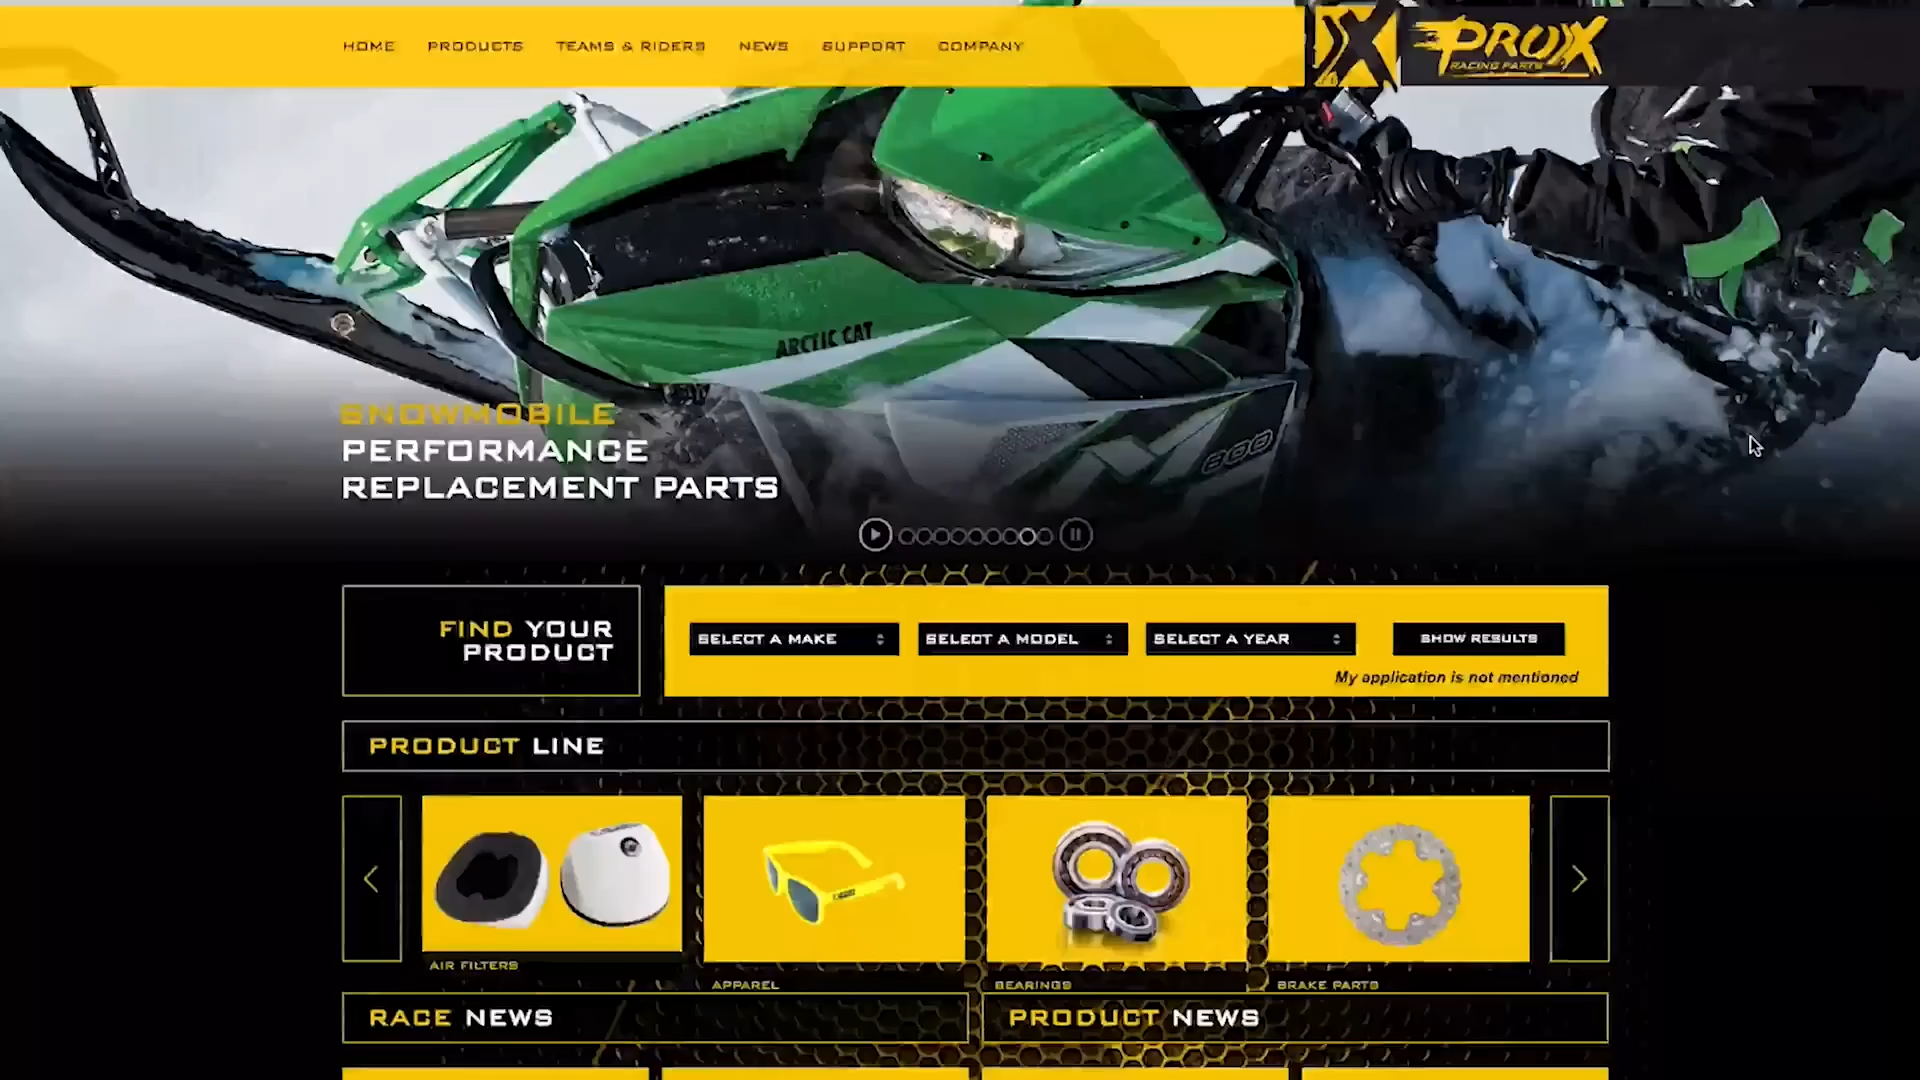 HOME PRODUCTS TEAMS & RIDERS NEWS SUPPORT COMPANY
PROX
RACING PARTS
ARCTIC CAT
M
800
SNOWMOBILE
PERFORMANCE
REPLACEMENT PARTS
FIND YOUR
PRODUCT
SELECT A MAKE SELECT A MODEL SELECT A YEAR SHOW RESULTS
My application is not mentioned
PRODUCT LINE
AIR FILTERS
APPAREL
BEARINGS
BRAKE PARTS
RACE NEWS
PRODUCT NEWS